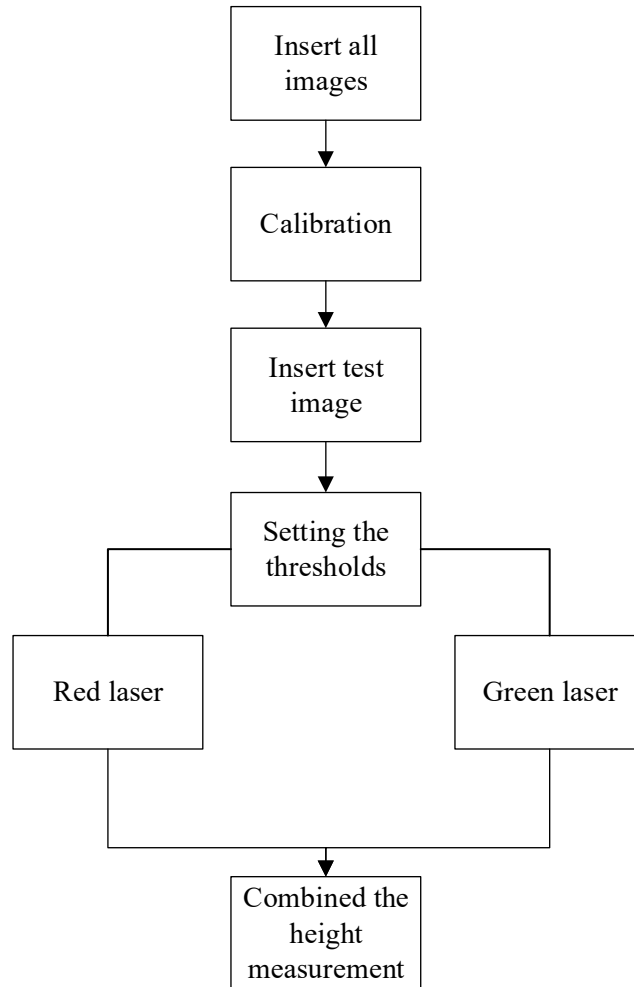 Insert all
images
Calibration
Insert test
image
Setting the
thresholds
Red laser
Green laser
Combined the
height
measurement